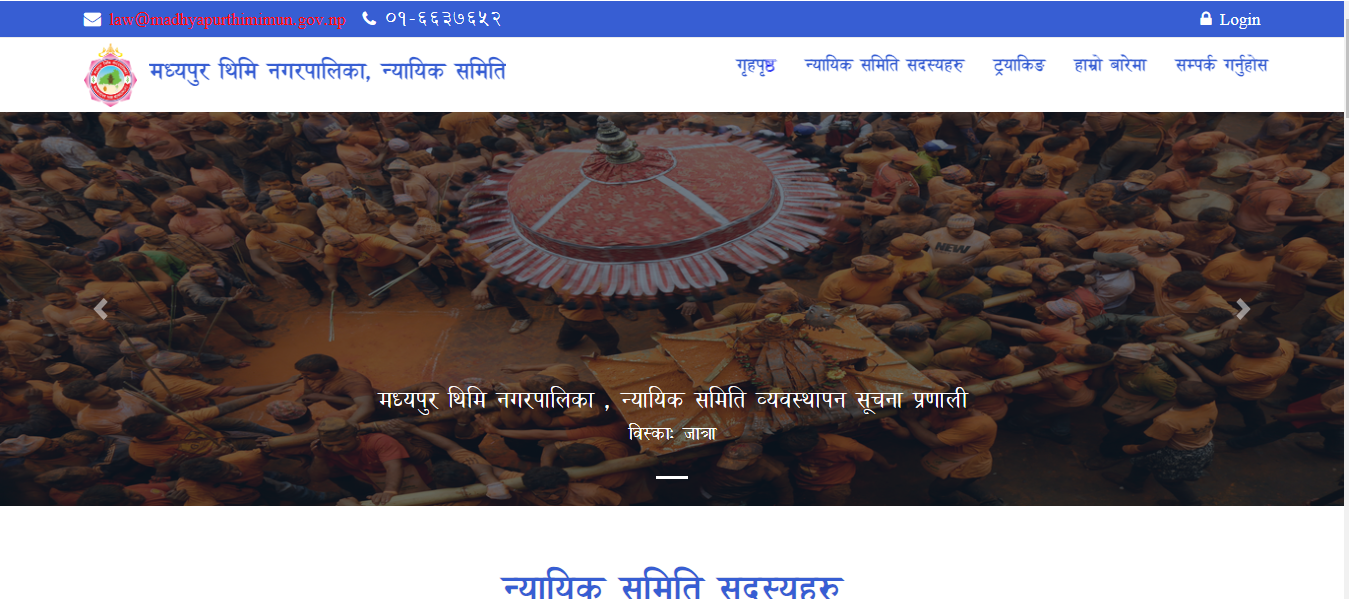 law@madhyapurthimimun.gov.np ०१-६६३७६५२ Login
मध्यपुर थिमि नगरपालिका, न्यायिक समिति
गृहपृष्ठ न्यायिक समिति सदस्यहरु ट्रयाकिङ हाम्रो बारेमा सम्पर्क गर्नुहोस
NEW
मध्यपुर थिमि नगरपालिका , न्यायिक समिति व्यवस्थापन सूचना प्रणाली
विस्काः जात्रा
न्यायिक समिति सदस्यहरु